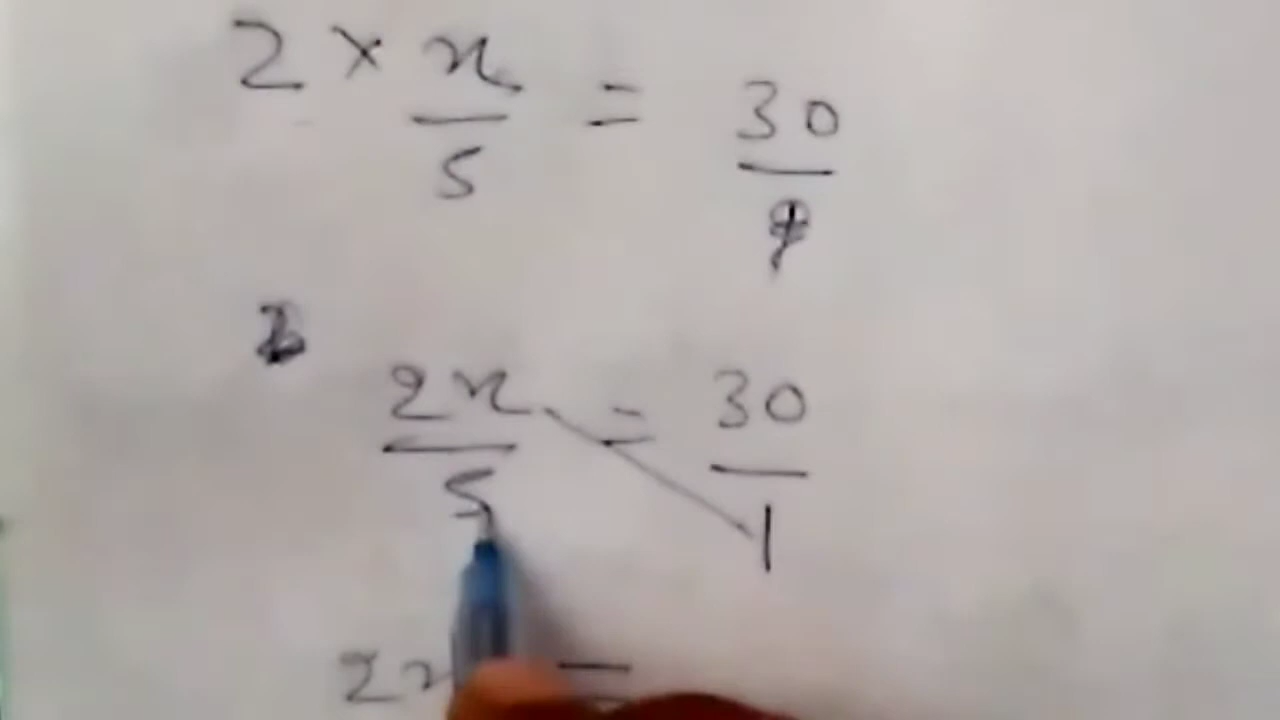 2 × x/5 = 30/1
2x/5 = 30/1
2x =